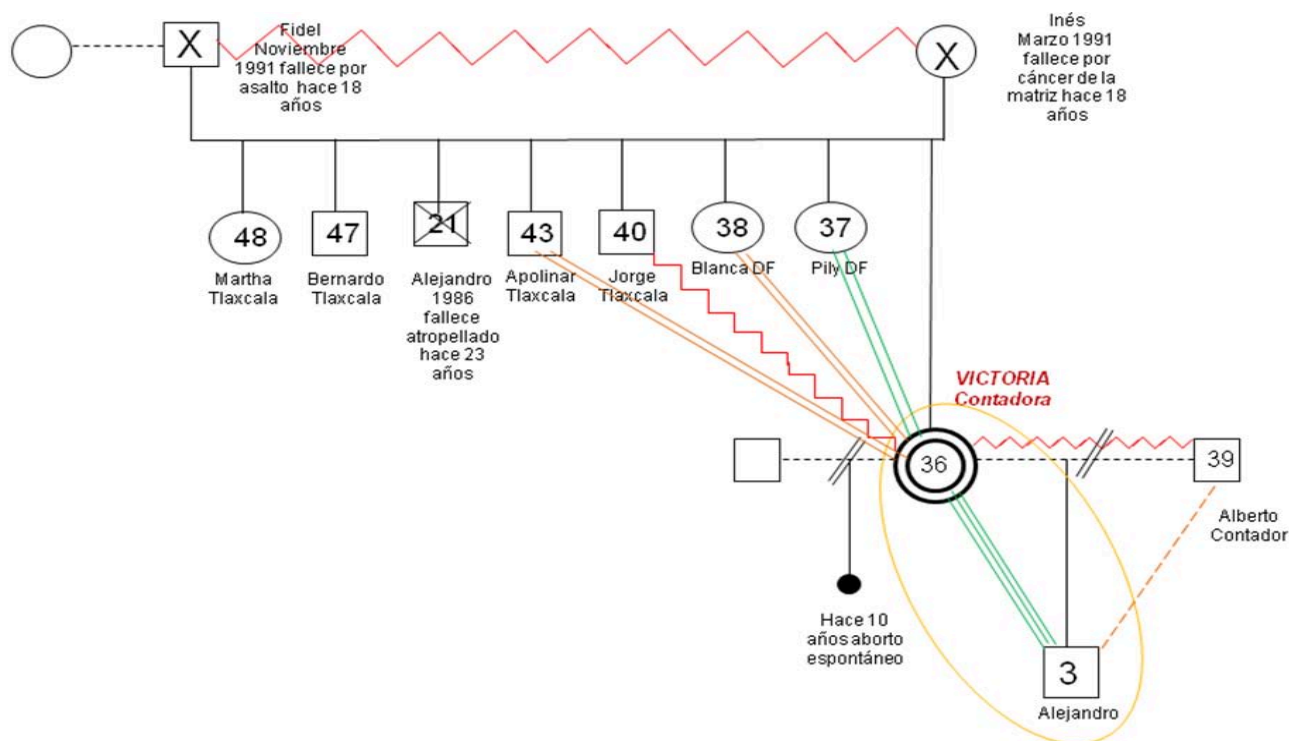 X
Fidel
Noviembre
1991 fallece por
asalto hace 18
años
X
Inés
Marzo 1991
fallece por
cáncer de la
matriz hace 18
años
48
Martha
Tlaxcala
47
Bernardo
Tlaxcala
21
Alejandro
1986
fallece
atropellado
hace 23
años
43
Apolinar
Tlaxcala
40
Jorge
Tlaxcala
38
Blanca DF
37
Pily DF
VICTORIA
Contadora
36
39
Alberto
Contador
Hace 10
años aborto
espontáneo
3
Alejandro